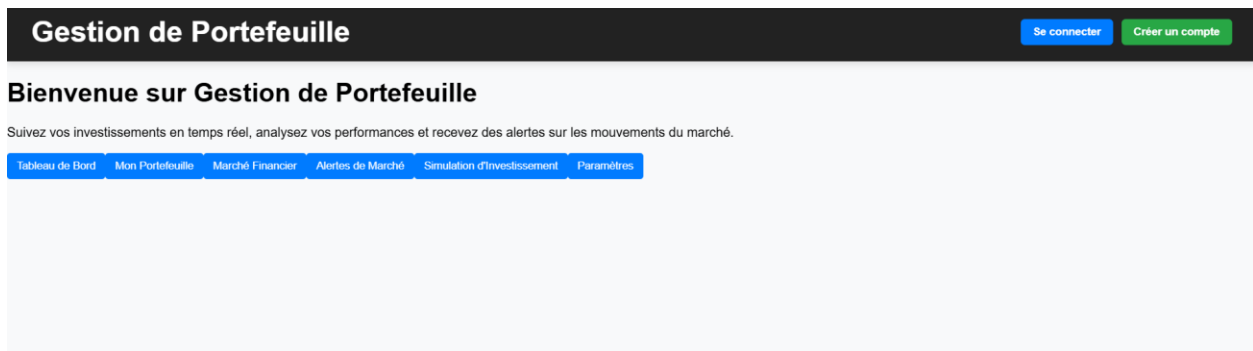 Gestion de Portefeuille
Se connecter
Créer un compte
Bienvenue sur Gestion de Portefeuille
Suivez vos investissements en temps réel, analysez vos performances et recevez des alertes sur les mouvements du marché.
Tableau de Bord
Mon Portefeuille
Marché Financier
Alertes de Marché
Simulation d'Investissement
Paramètres